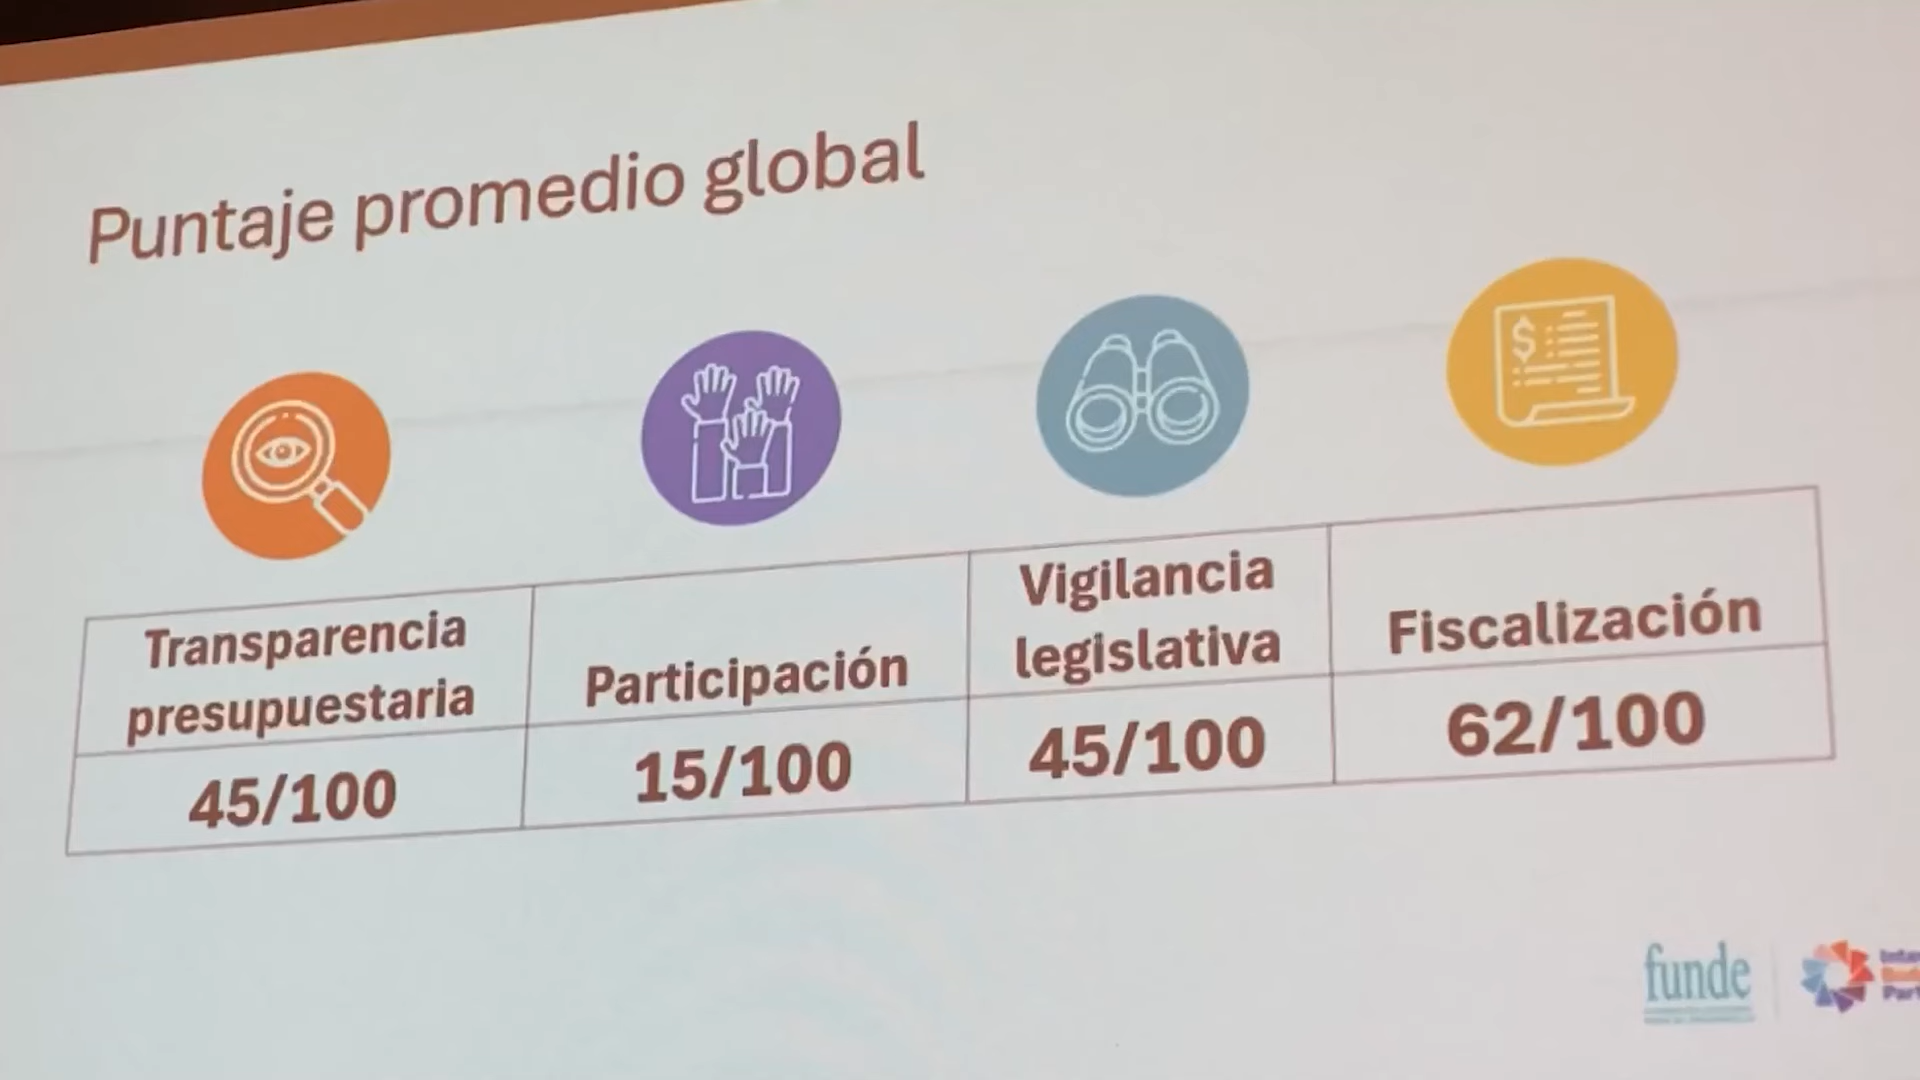 Puntaje promedio global
$
Transparencia
presupuestaria
Participación
Vigilancia
legislativa
Fiscalización
45/100
15/100
45/100
62/100
funde